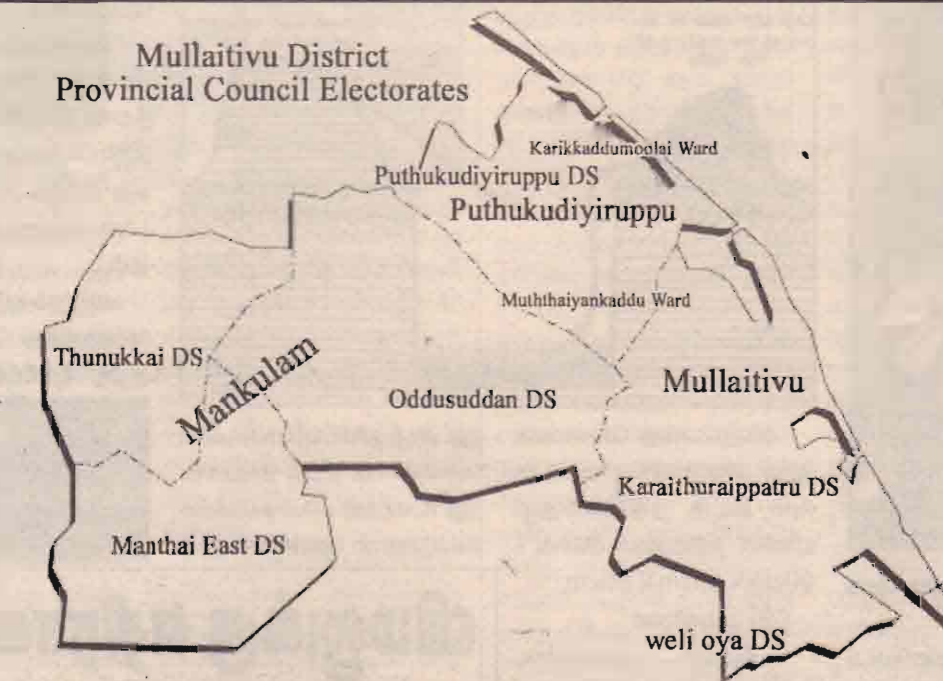 Mullaitivu District
Provincial Council Electorates
Karikkaddumoolai Ward
Puthukudiyiruppu DS
Puthukudiyiruppu
Muththaiyankaddu Ward
Thunukkai DS
Mankulam
Oddusuddan DS
Mullaitivu
Karaithuraippatru DS
Manthai East DS
weli oya DS